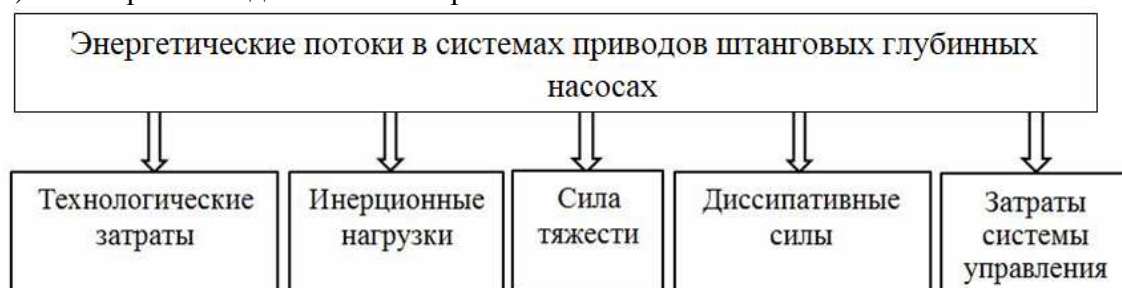 Энергетические потоки в системах приводов штанговых глубинных
насосах
Технологические
затраты
Инерционные
нагрузки
Сила
тяжести
Диссипативные
силы
Затраты
системы
управления